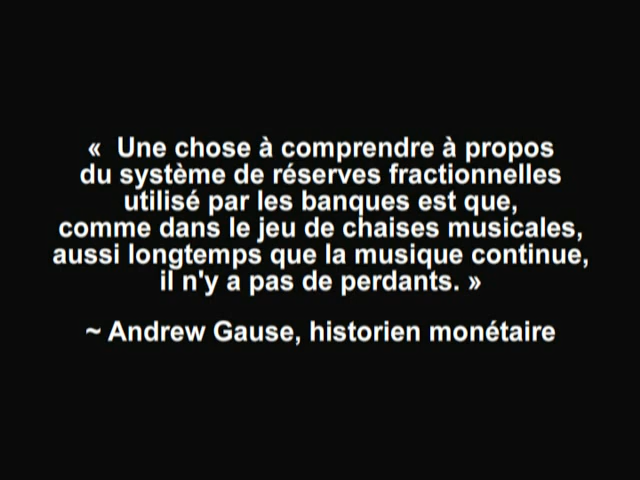 «  Une chose à comprendre à propos
du système de réserves fractionnelles
utilisé par les banques est que,
comme dans le jeu de chaises musicales,
aussi longtemps que la musique continue,
il n'y a pas de perdants. »
~ Andrew Gause, historien monétaire